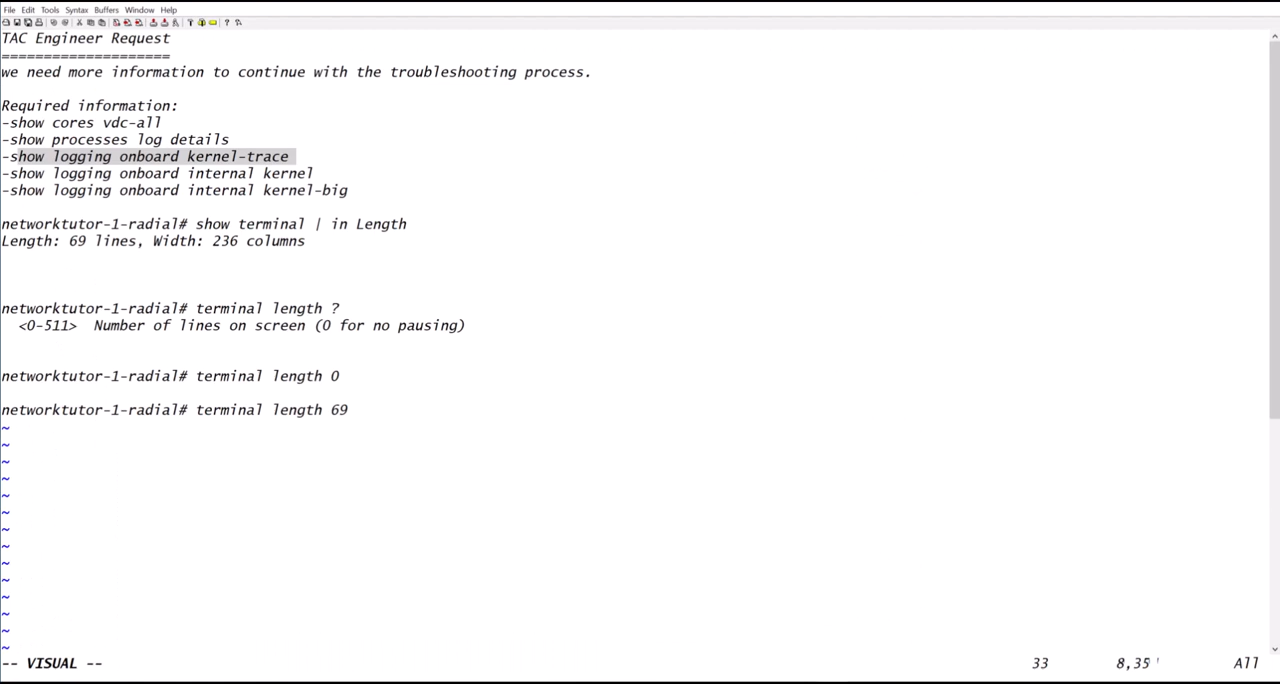 File Edit Tools Syntax Buffers Window Help
TAC Engineer Request
====================
we need more information to continue with the troubleshooting process.
Required information:
-show cores vdc-all
-show processes log details
-show logging onboard kernel-trace
-show logging onboard internal kernel
-show logging onboard internal kernel-big
networktutor-1-radial# show terminal | in Length
Length: 69 lines, Width: 236 columns
networktutor-1-radial# terminal length ?
<0-511> Number of lines on screen (0 for no pausing)
networktutor-1-radial# terminal length 0
networktutor-1-radial# terminal length 69
~
~
~
~
~
~
~
~
~
~
~
~
~
~
-- VISUAL -- 33 8,35 All